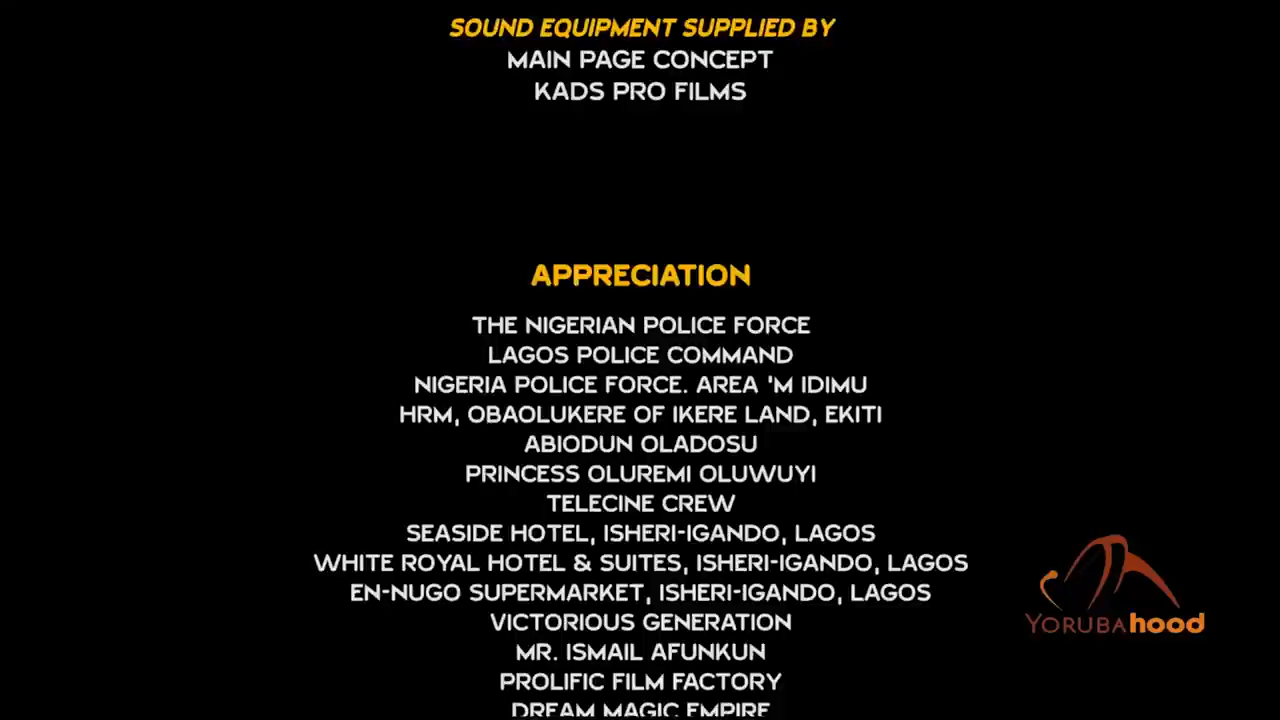 SOUND EQUIPMENT SUPPLIED BY
MAIN PAGE CONCEPT
KADS PRO FILMS
APPRECIATION
THE NIGERIAN POLICE FORCE
LAGOS POLICE COMMAND
NIGERIA POLICE FORCE. AREA 'M IDIMU
HRM, OBAOLUKERE OF IKERE LAND, EKITI
ABIODUN OLADOSU
PRINCESS OLUREMI OLUWUYI
TELECINE CREW
SEASIDE HOTEL, ISHERI-IGANDO, LAGOS
WHITE ROYAL HOTEL & SUITES, ISHERI-IGANDO, LAGOS
EN-NUGO SUPERMARKET, ISHERI-IGANDO, LAGOS
VICTORIOUS GENERATION
MR. ISMAIL AFUNKUN
PROLIFIC FILM FACTORY
DREAM MAGIC EMPIRE
YORUBAhood